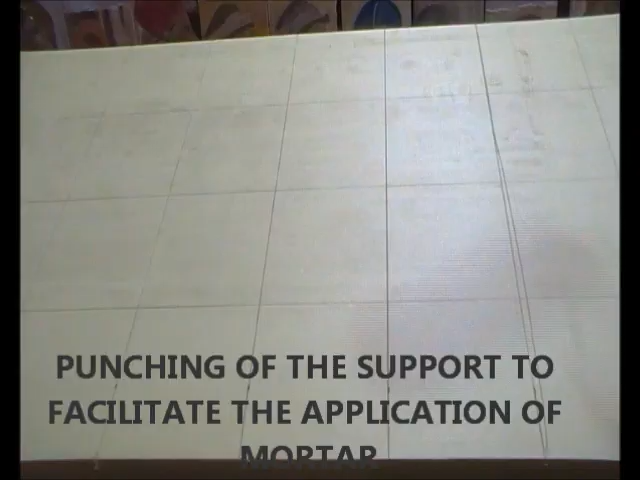 PUNCHING OF THE SUPPORT TO
FACILITATE THE APPLICATION OF
MORTAR